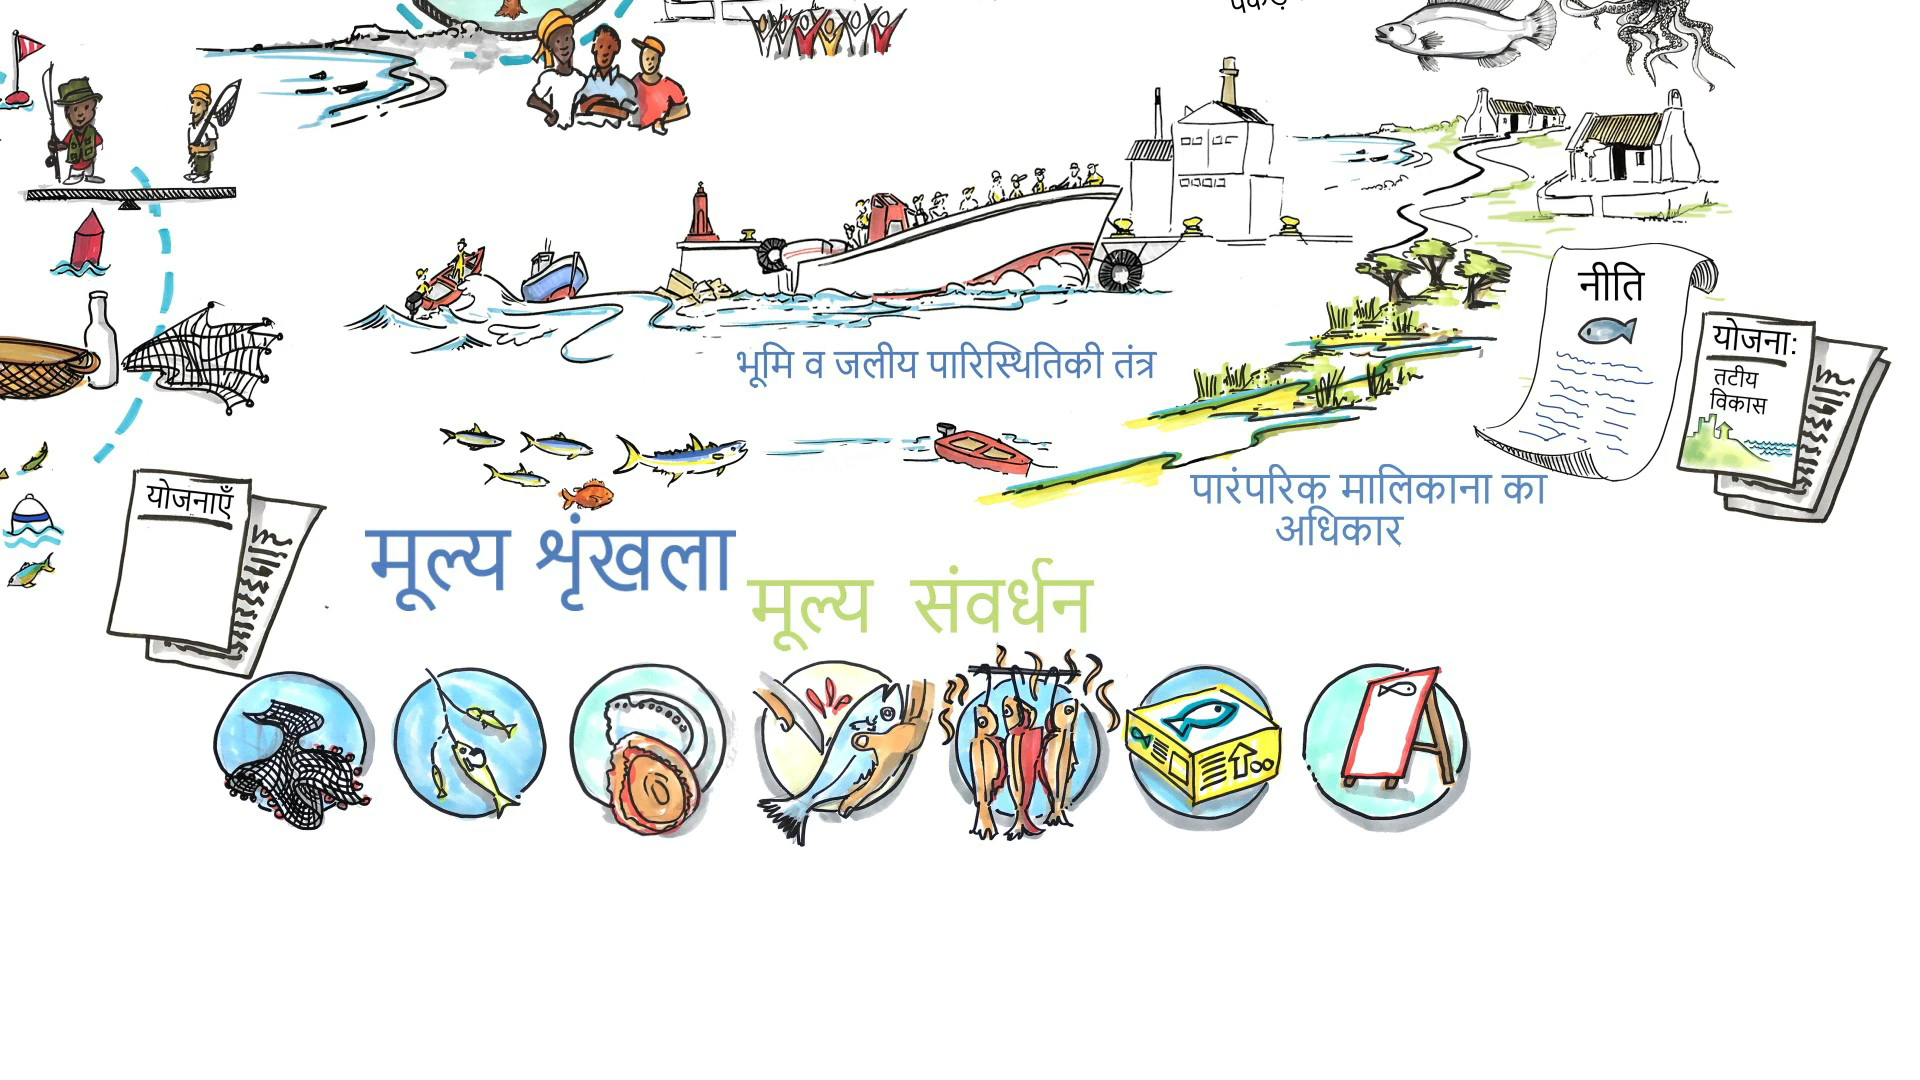 नीति
योजना:
तटीय
विकास
भूमि व जलीय पारिस्थितिकी तंत्र
पारंपरिक मालिकाना का
अधिकार
योजनाएँ
मूल्य श्रृंखला
मूल्य संवर्धन